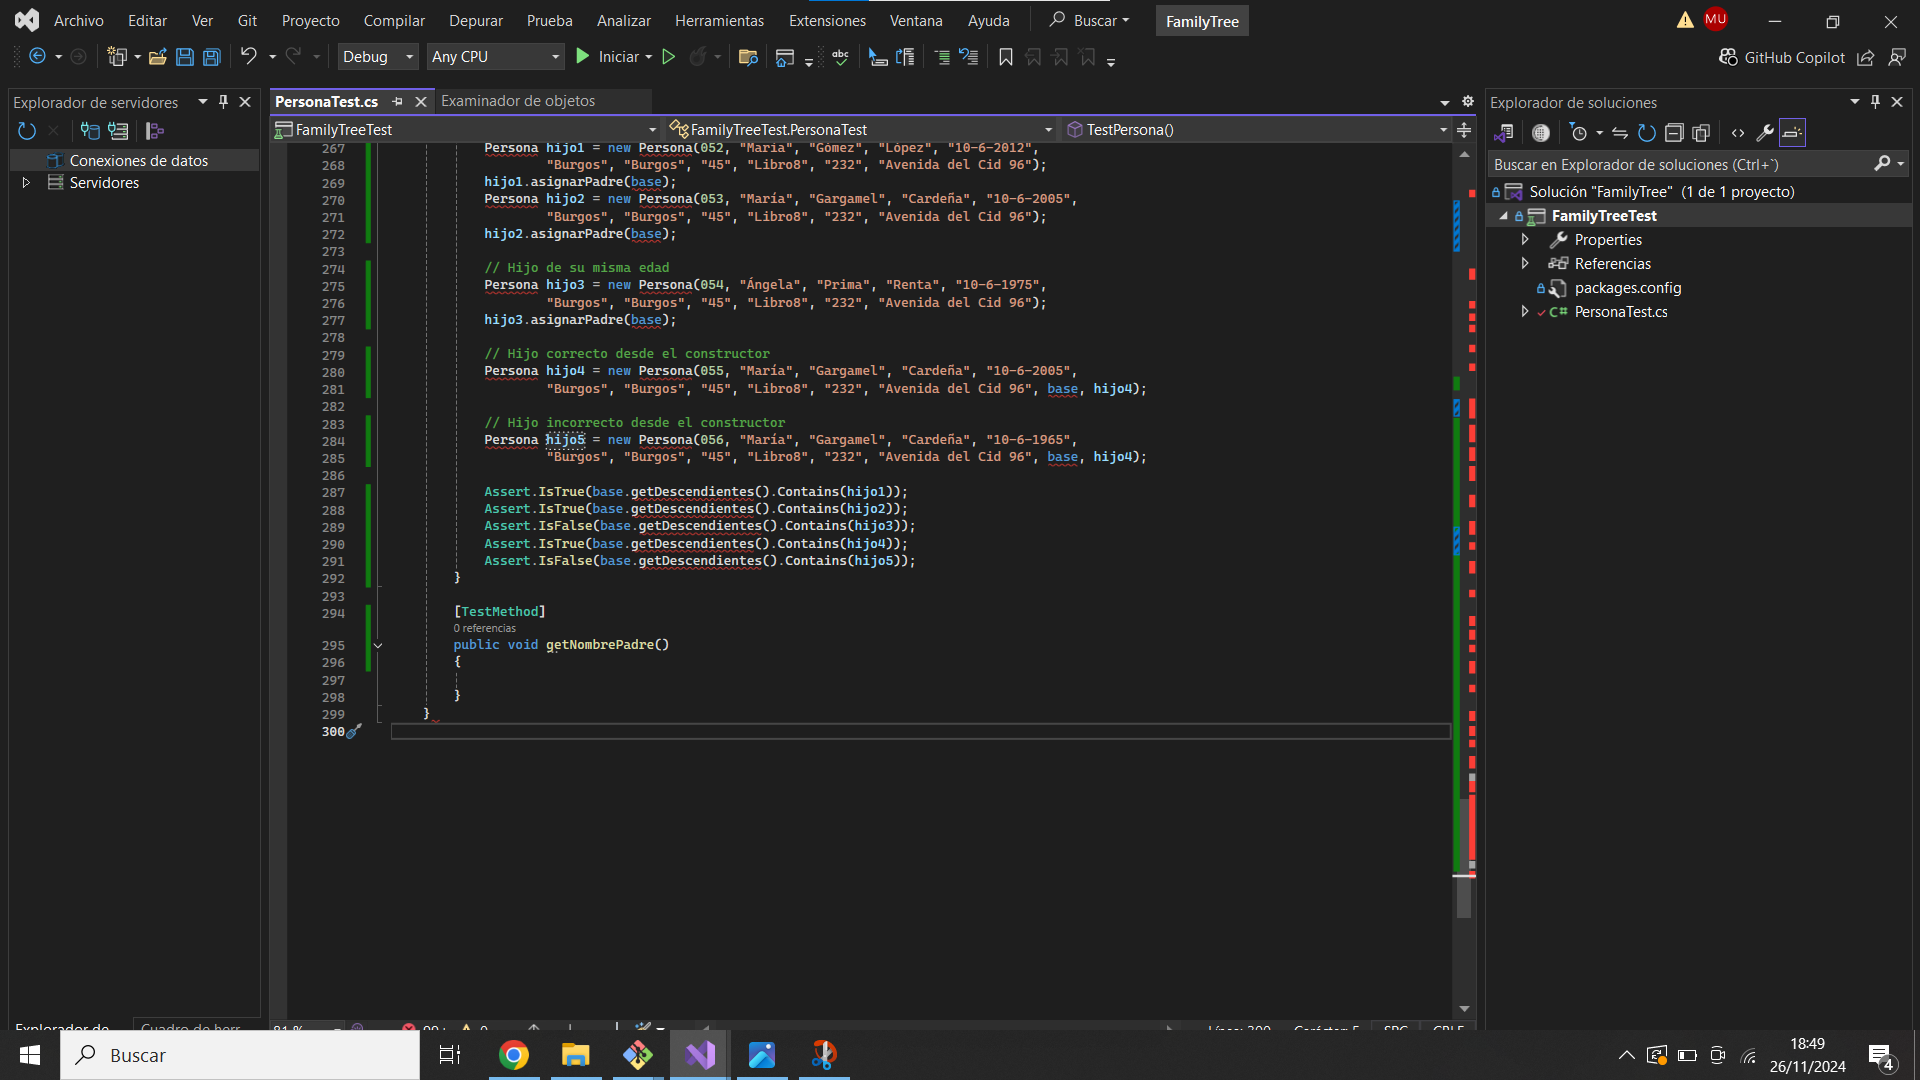 Archivo Editar Ver Git Proyecto Compilar Depurar Prueba Analizar Herramientas Extensiones Ventana Ayuda Buscar FamilyTree MU
Debug Any CPU Iniciar abc GitHub Copilot
Explorador de servidores
Conexiones de datos
Servidores
PersonaTest.cs Examinador de objetos
FamilyTreeTest FamilyTreeTest.PersonaTest TestPersona()
267 Persona hijo1 = new Persona(052, "María", "Gómez", "López", "10-6-2012",
268 "Burgos", "Burgos", "45", "Libro8", "232", "Avenida del Cid 96");
269 hijo1.asignarPadre(base);
270 Persona hijo2 = new Persona(053, "María", "Gargamel", "Cardeña", "10-6-2005",
271 "Burgos", "Burgos", "45", "Libro8", "232", "Avenida del Cid 96");
272 hijo2.asignarPadre(base);
273
274 // Hijo de su misma edad
275 Persona hijo3 = new Persona(054, "Ángela", "Prima", "Renta", "10-6-1975",
276 "Burgos", "Burgos", "45", "Libro8", "232", "Avenida del Cid 96");
277 hijo3.asignarPadre(base);
278
279 // Hijo correcto desde el constructor
280 Persona hijo4 = new Persona(055, "María", "Gargamel", "Cardeña", "10-6-2005",
281 "Burgos", "Burgos", "45", "Libro8", "232", "Avenida del Cid 96", base, hijo4);
282
283 // Hijo incorrecto desde el constructor
284 Persona hijo5 = new Persona(056, "María", "Gargamel", "Cardeña", "10-6-1965",
285 "Burgos", "Burgos", "45", "Libro8", "232", "Avenida del Cid 96", base, hijo4);
286
287 Assert.IsTrue(base.getDescendientes().Contains(hijo1));
288 Assert.IsTrue(base.getDescendientes().Contains(hijo2));
289 Assert.IsFalse(base.getDescendientes().Contains(hijo3));
290 Assert.IsTrue(base.getDescendientes().Contains(hijo4));
291 Assert.IsFalse(base.getDescendientes().Contains(hijo5));
292 }
293
294 [TestMethod]
0 referencias
295 public void getNombrePadre()
296 {
297
298 }
299 }
300
Explorador de soluciones
Buscar en Explorador de soluciones (Ctrl+`)
Solución "FamilyTree" (1 de 1 proyecto)
FamilyTreeTest
Properties
Referencias
packages.config
C# PersonaTest.cs
Explorador de Cuadro de herr 81 % 99+ 0 Línea: 300 Carácter: 5 SPC CRLF
Buscar
18:49
26/11/2024
4